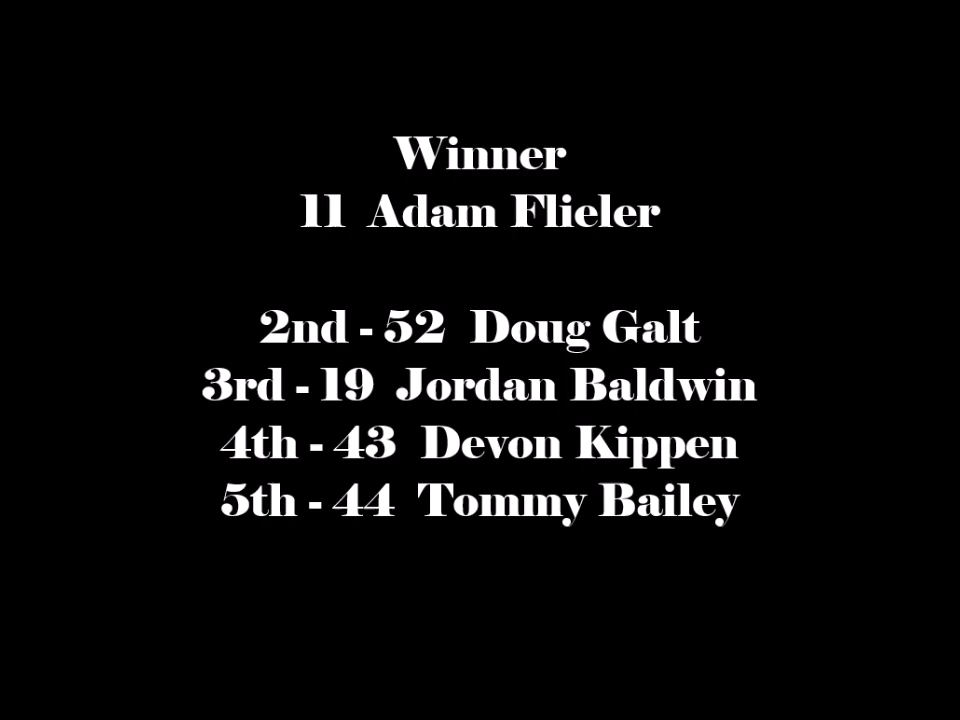 Winner
11 Adam Flieler
2nd - 52 Doug Galt
3rd - 19 Jordan Baldwin
4th - 43 Devon Kippen
5th - 44 Tommy Bailey